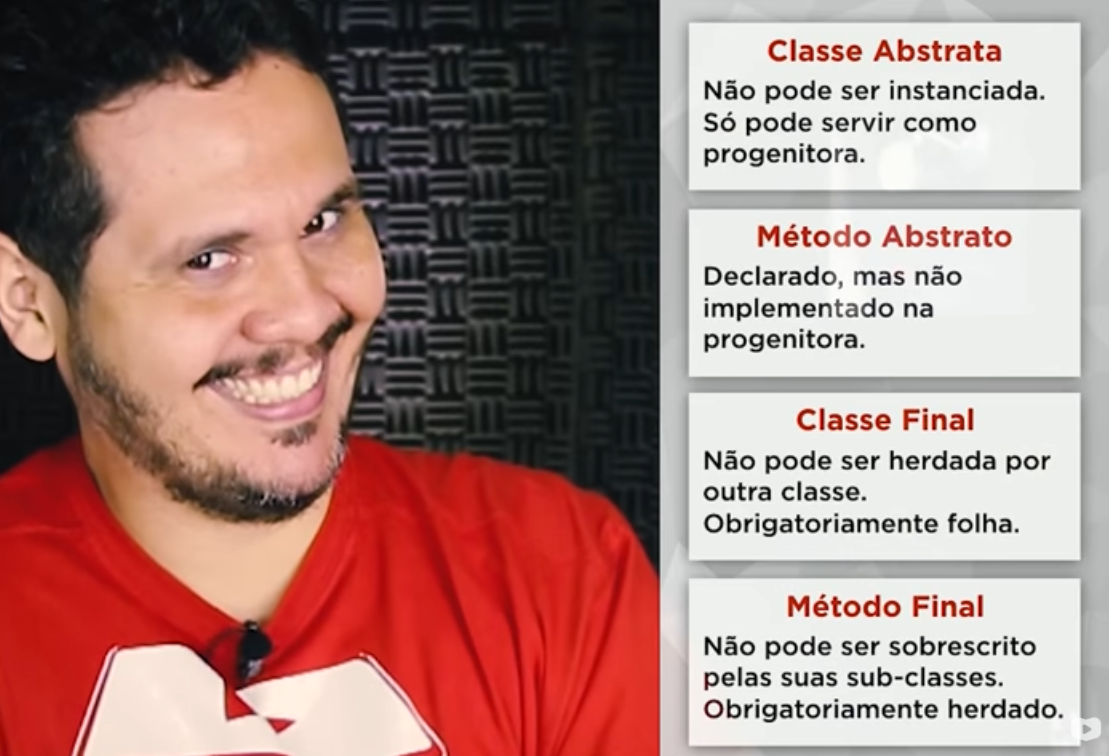 Classe Abstrata
Não pode ser instanciada.
Só pode servir como
progenitora.
Método Abstrato
Declarado, mas não
implementado na
progenitora.
Classe Final
Não pode ser herdada por
outra classe.
Obrigatoriamente folha.
Método Final
Não pode ser sobrescrito
pelas suas sub-classes.
Obrigatoriamente herdado.